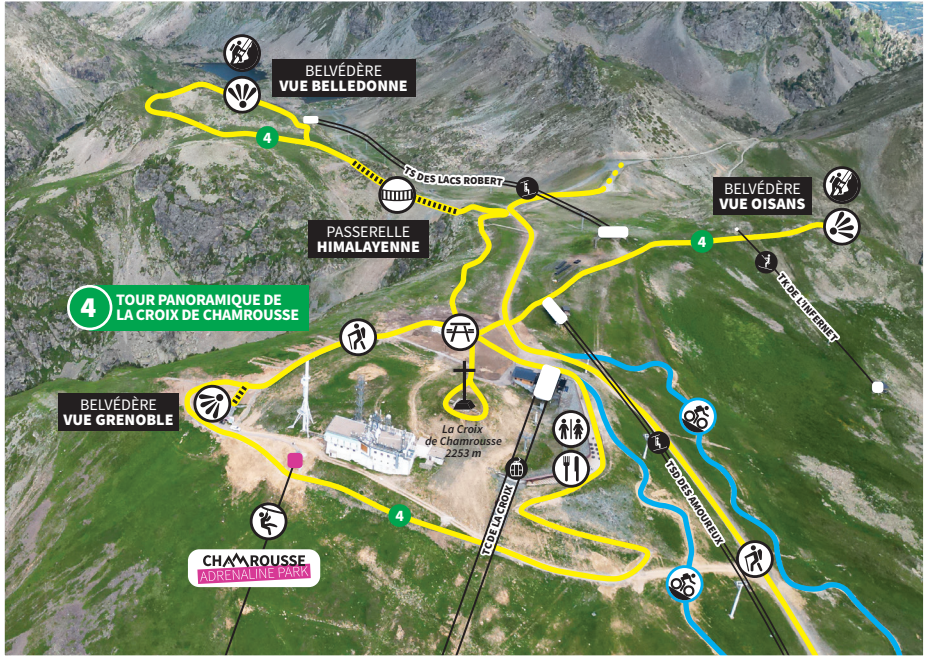 BELVÉDÈRE
VUE BELLEDONNE
4
TS DES LACS ROBERT
BELVÉDÈRE
VUE OISANS
PASSERELLE
HIMALAYENNE
4
TK DE L'INFERNET
4
TOUR PANORAMIQUE DE
LA CROIX DE CHAMROUSSE
BELVÉDÈRE
VUE GRENOBLE
La Croix
de Chamrousse
2253 m
TC DE LA CROIX
TSD DES AMOUREUX
4
CHAMROUSSE
ADRENALINE PARK